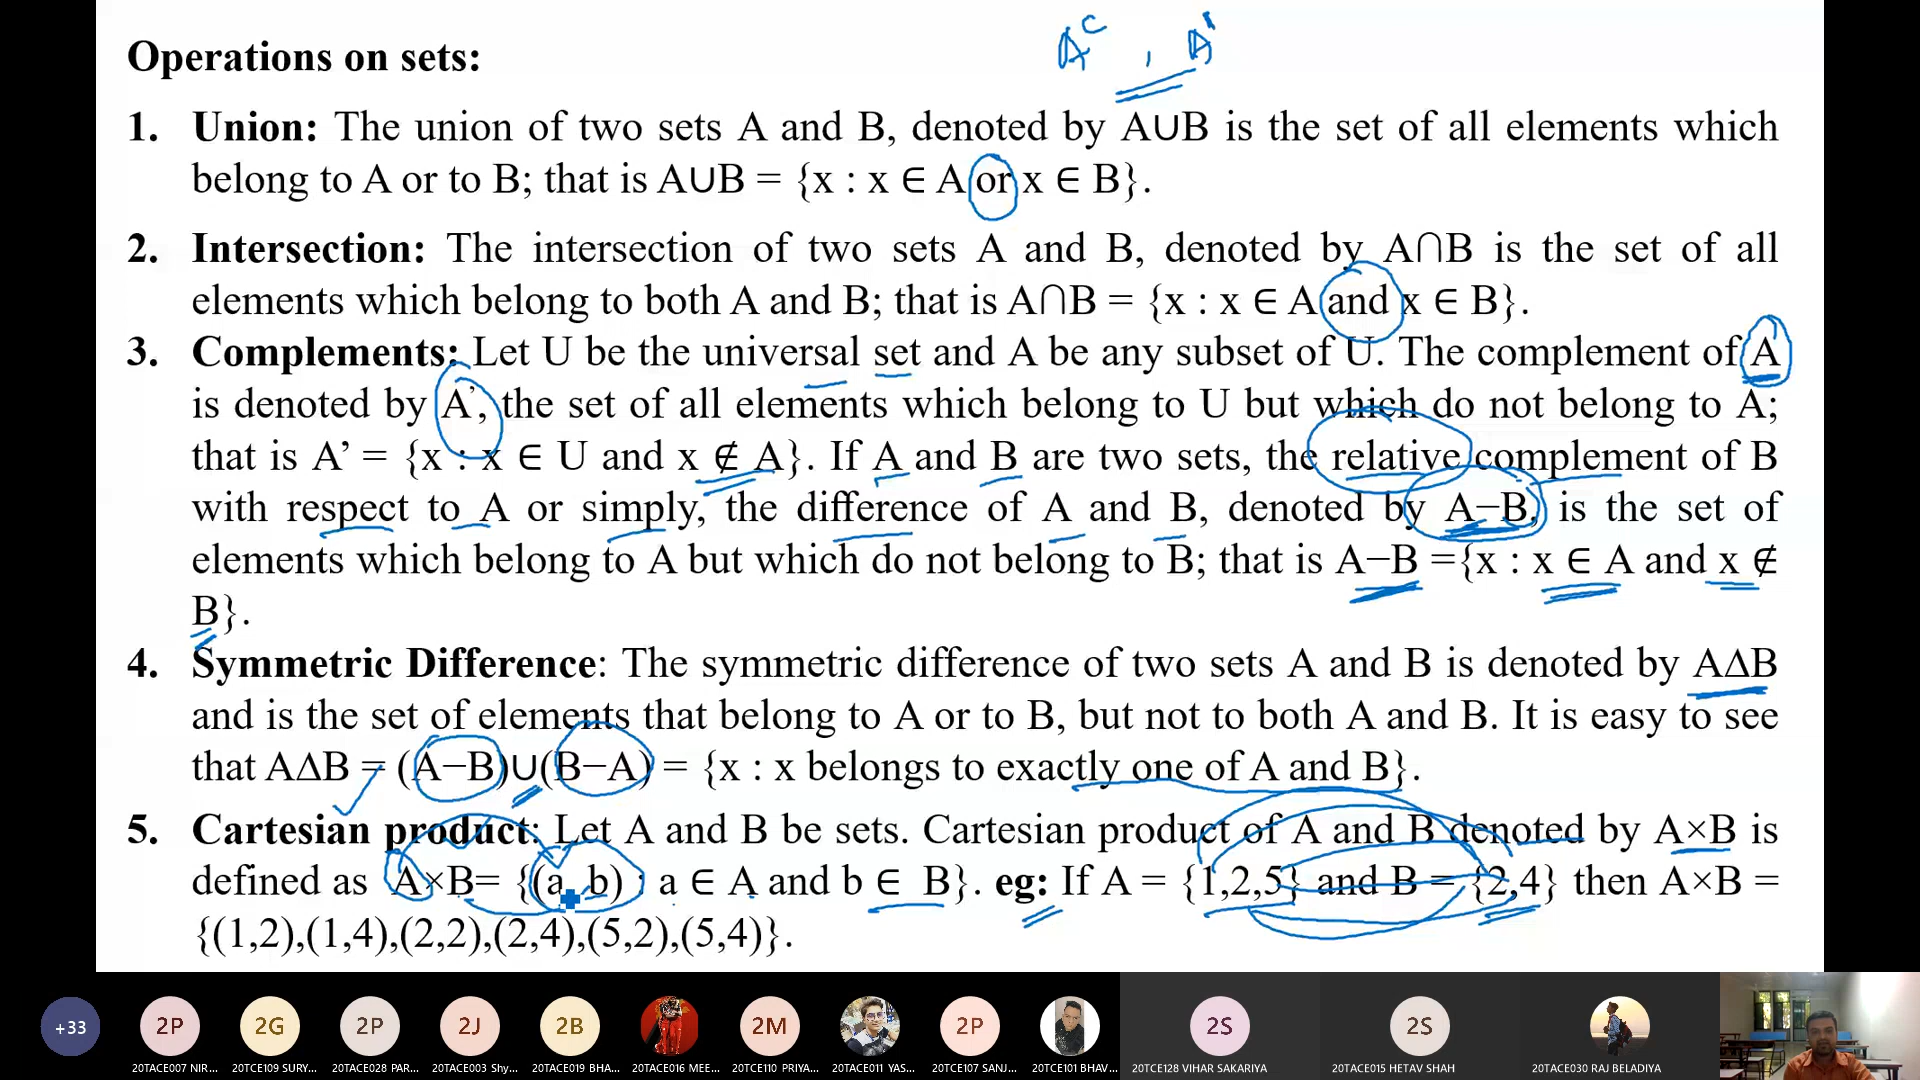 Aᶜ , A'
Operations on sets:
1. Union: The union of two sets A and B, denoted by A∪B is the set of all elements which
belong to A or to B; that is A∪B = {x : x ∈ A or x ∈ B}.
2. Intersection: The intersection of two sets A and B, denoted by A∩B is the set of all
elements which belong to both A and B; that is A∩B = {x : x ∈ A and x ∈ B}.
3. Complements: Let U be the universal set and A be any subset of U. The complement of A
is denoted by A’, the set of all elements which belong to U but which do not belong to A;
that is A’ = {x : x ∈ U and x ∉ A}. If A and B are two sets, the relative complement of B
with respect to A or simply, the difference of A and B, denoted by A−B, is the set of
elements which belong to A but which do not belong to B; that is A−B ={x : x ∈ A and x ∉
B}.
4. Symmetric Difference: The symmetric difference of two sets A and B is denoted by AΔB
and is the set of elements that belong to A or to B, but not to both A and B. It is easy to see
that AΔB = (A−B)∪(B−A) = {x : x belongs to exactly one of A and B}.
5. Cartesian product: Let A and B be sets. Cartesian product of A and B denoted by A×B is
defined as A×B= {(a, b) : a ∈ A and b ∈ B}. eg: If A = {1,2,5} and B = {2,4} then A×B =
{(1,2),(1,4),(2,2),(2,4),(5,2),(5,4)}.
+33 2P 2G 2P 2J 2B 2M 2P 2S 2S
20TACE007 NIR... 20TCE109 SURY... 20TACE028 PAR... 20TACE003 Shy... 20TACE019 BHA... 20TACE016 MEE... 20TCE110 PRIYA... 20TACE011 YAS... 20TCE107 SANJ... 20TCE101 BHAV... 20TCE128 VIHAR SAKARIYA 20TACE015 HETAV SHAH 20TACE030 RAJ BELADIYA